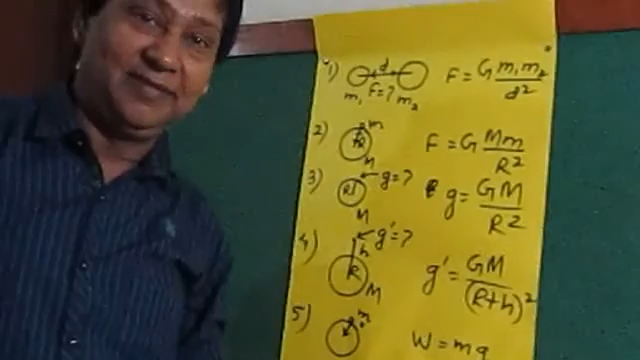 1) d F = G m₁m₂/d²
m₁ F=? m₂
2) m R F = G Mm/R²
M
3) R g=? g = GM/R²
M
4) g'=? h R g' = GM/(R+h)²
M
5) m W = mg